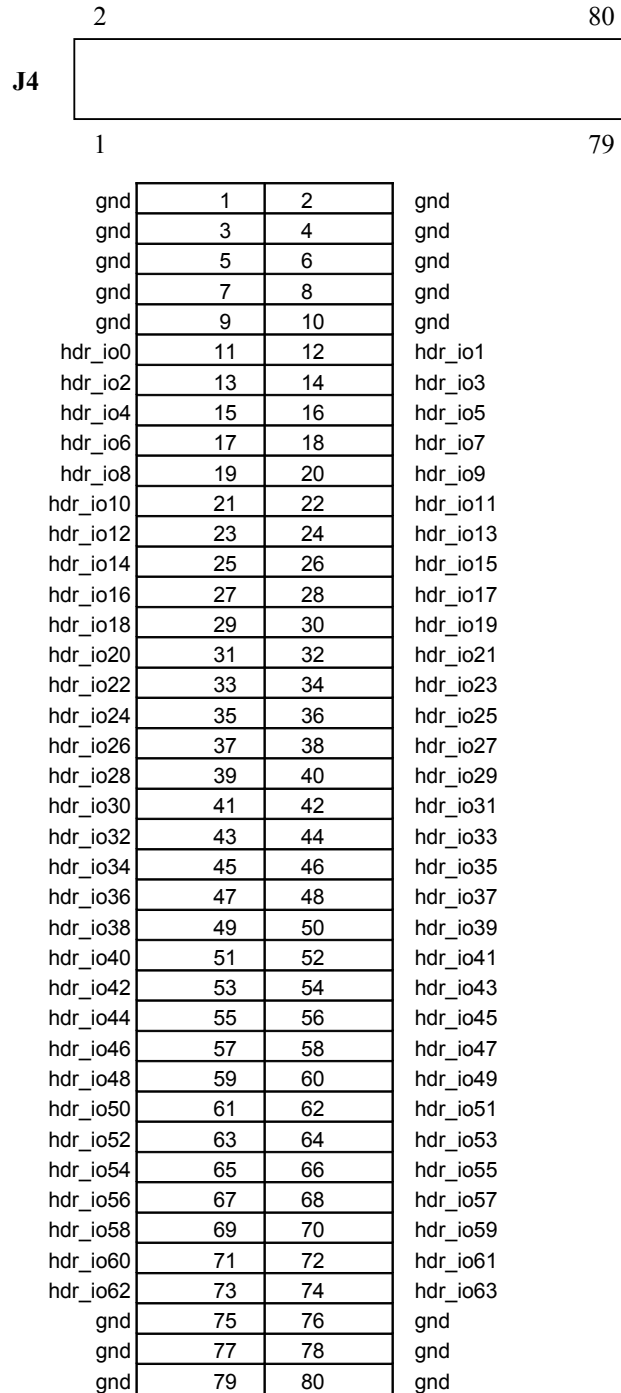 2 80
J4
1 79
gnd 1 2 gnd
gnd 3 4 gnd
gnd 5 6 gnd
gnd 7 8 gnd
gnd 9 10 gnd
hdr_io0 11 12 hdr_io1
hdr_io2 13 14 hdr_io3
hdr_io4 15 16 hdr_io5
hdr_io6 17 18 hdr_io7
hdr_io8 19 20 hdr_io9
hdr_io10 21 22 hdr_io11
hdr_io12 23 24 hdr_io13
hdr_io14 25 26 hdr_io15
hdr_io16 27 28 hdr_io17
hdr_io18 29 30 hdr_io19
hdr_io20 31 32 hdr_io21
hdr_io22 33 34 hdr_io23
hdr_io24 35 36 hdr_io25
hdr_io26 37 38 hdr_io27
hdr_io28 39 40 hdr_io29
hdr_io30 41 42 hdr_io31
hdr_io32 43 44 hdr_io33
hdr_io34 45 46 hdr_io35
hdr_io36 47 48 hdr_io37
hdr_io38 49 50 hdr_io39
hdr_io40 51 52 hdr_io41
hdr_io42 53 54 hdr_io43
hdr_io44 55 56 hdr_io45
hdr_io46 57 58 hdr_io47
hdr_io48 59 60 hdr_io49
hdr_io50 61 62 hdr_io51
hdr_io52 63 64 hdr_io53
hdr_io54 65 66 hdr_io55
hdr_io56 67 68 hdr_io57
hdr_io58 69 70 hdr_io59
hdr_io60 71 72 hdr_io61
hdr_io62 73 74 hdr_io63
gnd 75 76 gnd
gnd 77 78 gnd
gnd 79 80 gnd